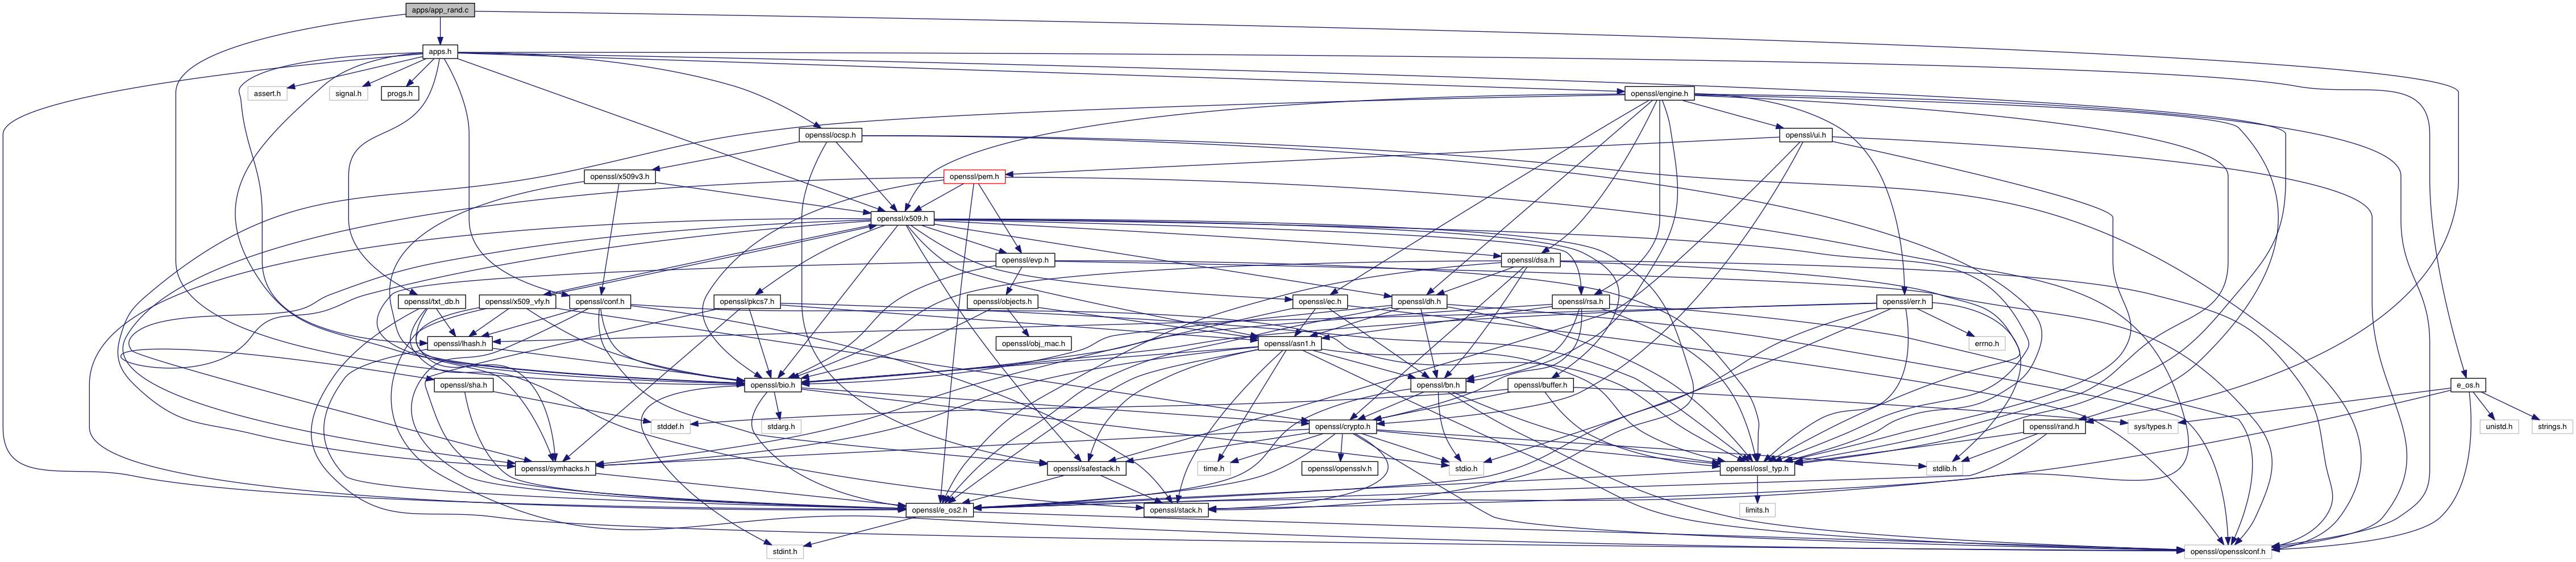 apps/app_rand.c
apps.h
assert.h
signal.h
progs.h
openssl/engine.h
openssl/ocsp.h
openssl/ui.h
openssl/x509v3.h
openssl/pem.h
openssl/x509.h
openssl/evp.h
openssl/dsa.h
openssl/txt_db.h
openssl/x509_vfy.h
openssl/conf.h
openssl/pkcs7.h
openssl/objects.h
openssl/ec.h
openssl/dh.h
openssl/rsa.h
openssl/err.h
openssl/lhash.h
openssl/obj_mac.h
openssl/asn1.h
errno.h
openssl/sha.h
openssl/bio.h
openssl/bn.h
openssl/buffer.h
e_os.h
stddef.h
stdarg.h
openssl/crypto.h
openssl/rand.h
sys/types.h
unistd.h
strings.h
openssl/symhacks.h
openssl/safestack.h
time.h
openssl/opensslv.h
stdio.h
openssl/ossl_typ.h
stdlib.h
openssl/e_os2.h
openssl/stack.h
limits.h
stdint.h
openssl/opensslconf.h